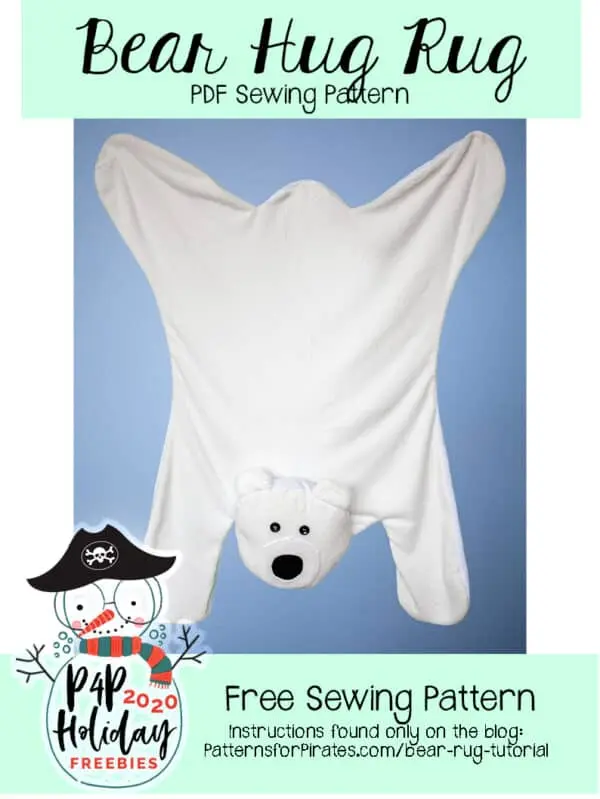 Bear Hug Rug
PDF Sewing Pattern
P4P
2020
Holiday
FREEBIES
Free Sewing Pattern
Instructions found only on the blog:
PatternsforPirates.com/bear-rug-tutorial